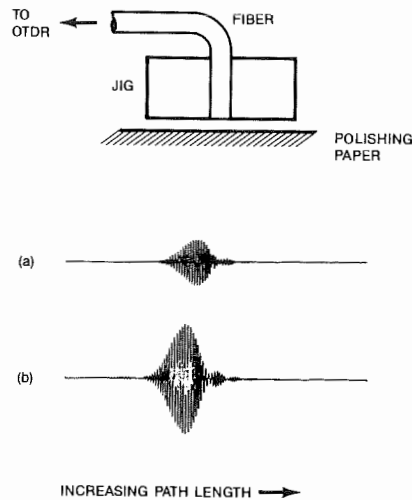 TO
OTDR
FIBER
JIG
POLISHING
PAPER
(a)
(b)
INCREASING PATH LENGTH